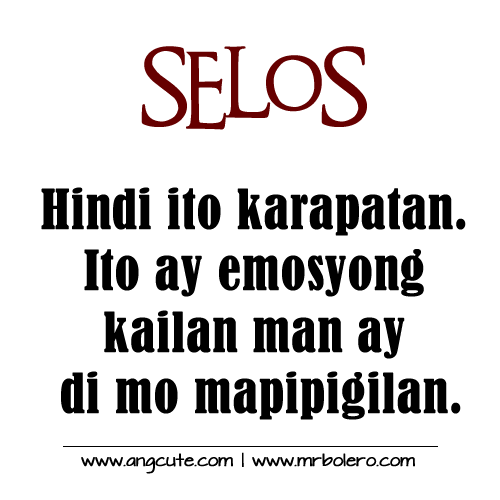 SELOS
Hindi ito karapatan.
Ito ay emosyong
kailan man ay
di mo mapipigilan.
www.angcute.com | www.mrbolero.com